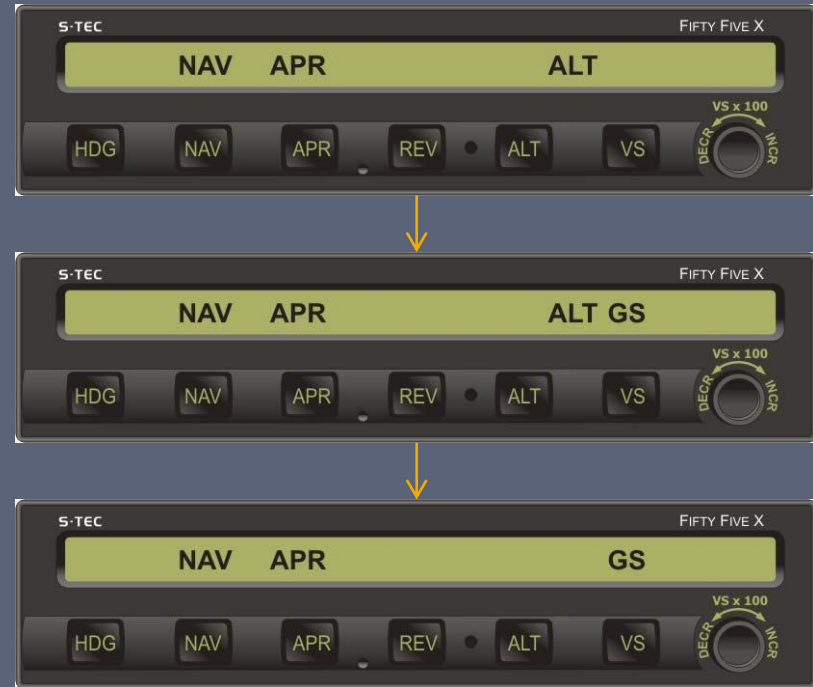 S-TEC FIFTY FIVE X
NAV APR ALT
VS x 100
HDG NAV APR REV ALT VS DECR INCR
S-TEC FIFTY FIVE X
NAV APR ALT GS
VS x 100
HDG NAV APR REV ALT VS DECR INCR
S-TEC FIFTY FIVE X
NAV APR GS
VS x 100
HDG NAV APR REV ALT VS DECR INCR